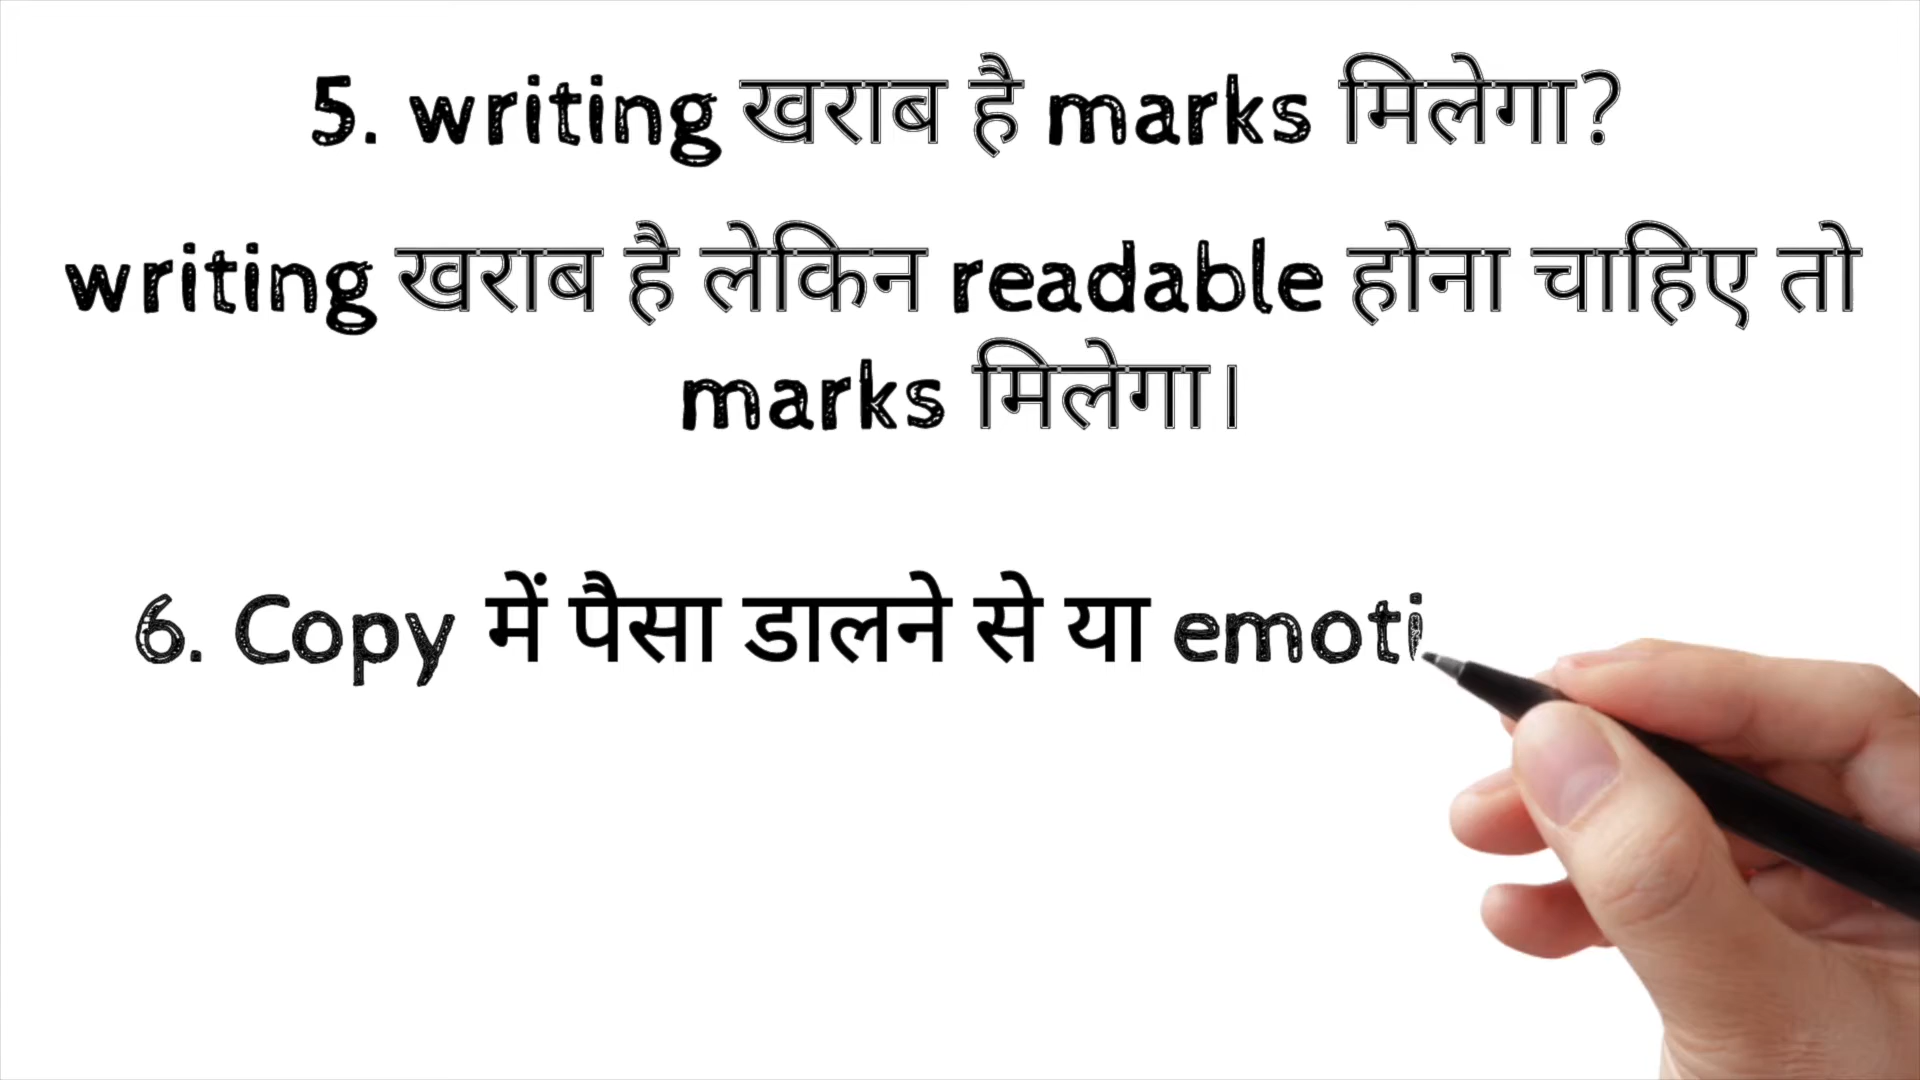 5. writing खराब है marks मिलेगा?
writing खराब है लेकिन readable होना चाहिए तो
marks मिलेगा।
6. Copy में पैसा डालने से या emoti